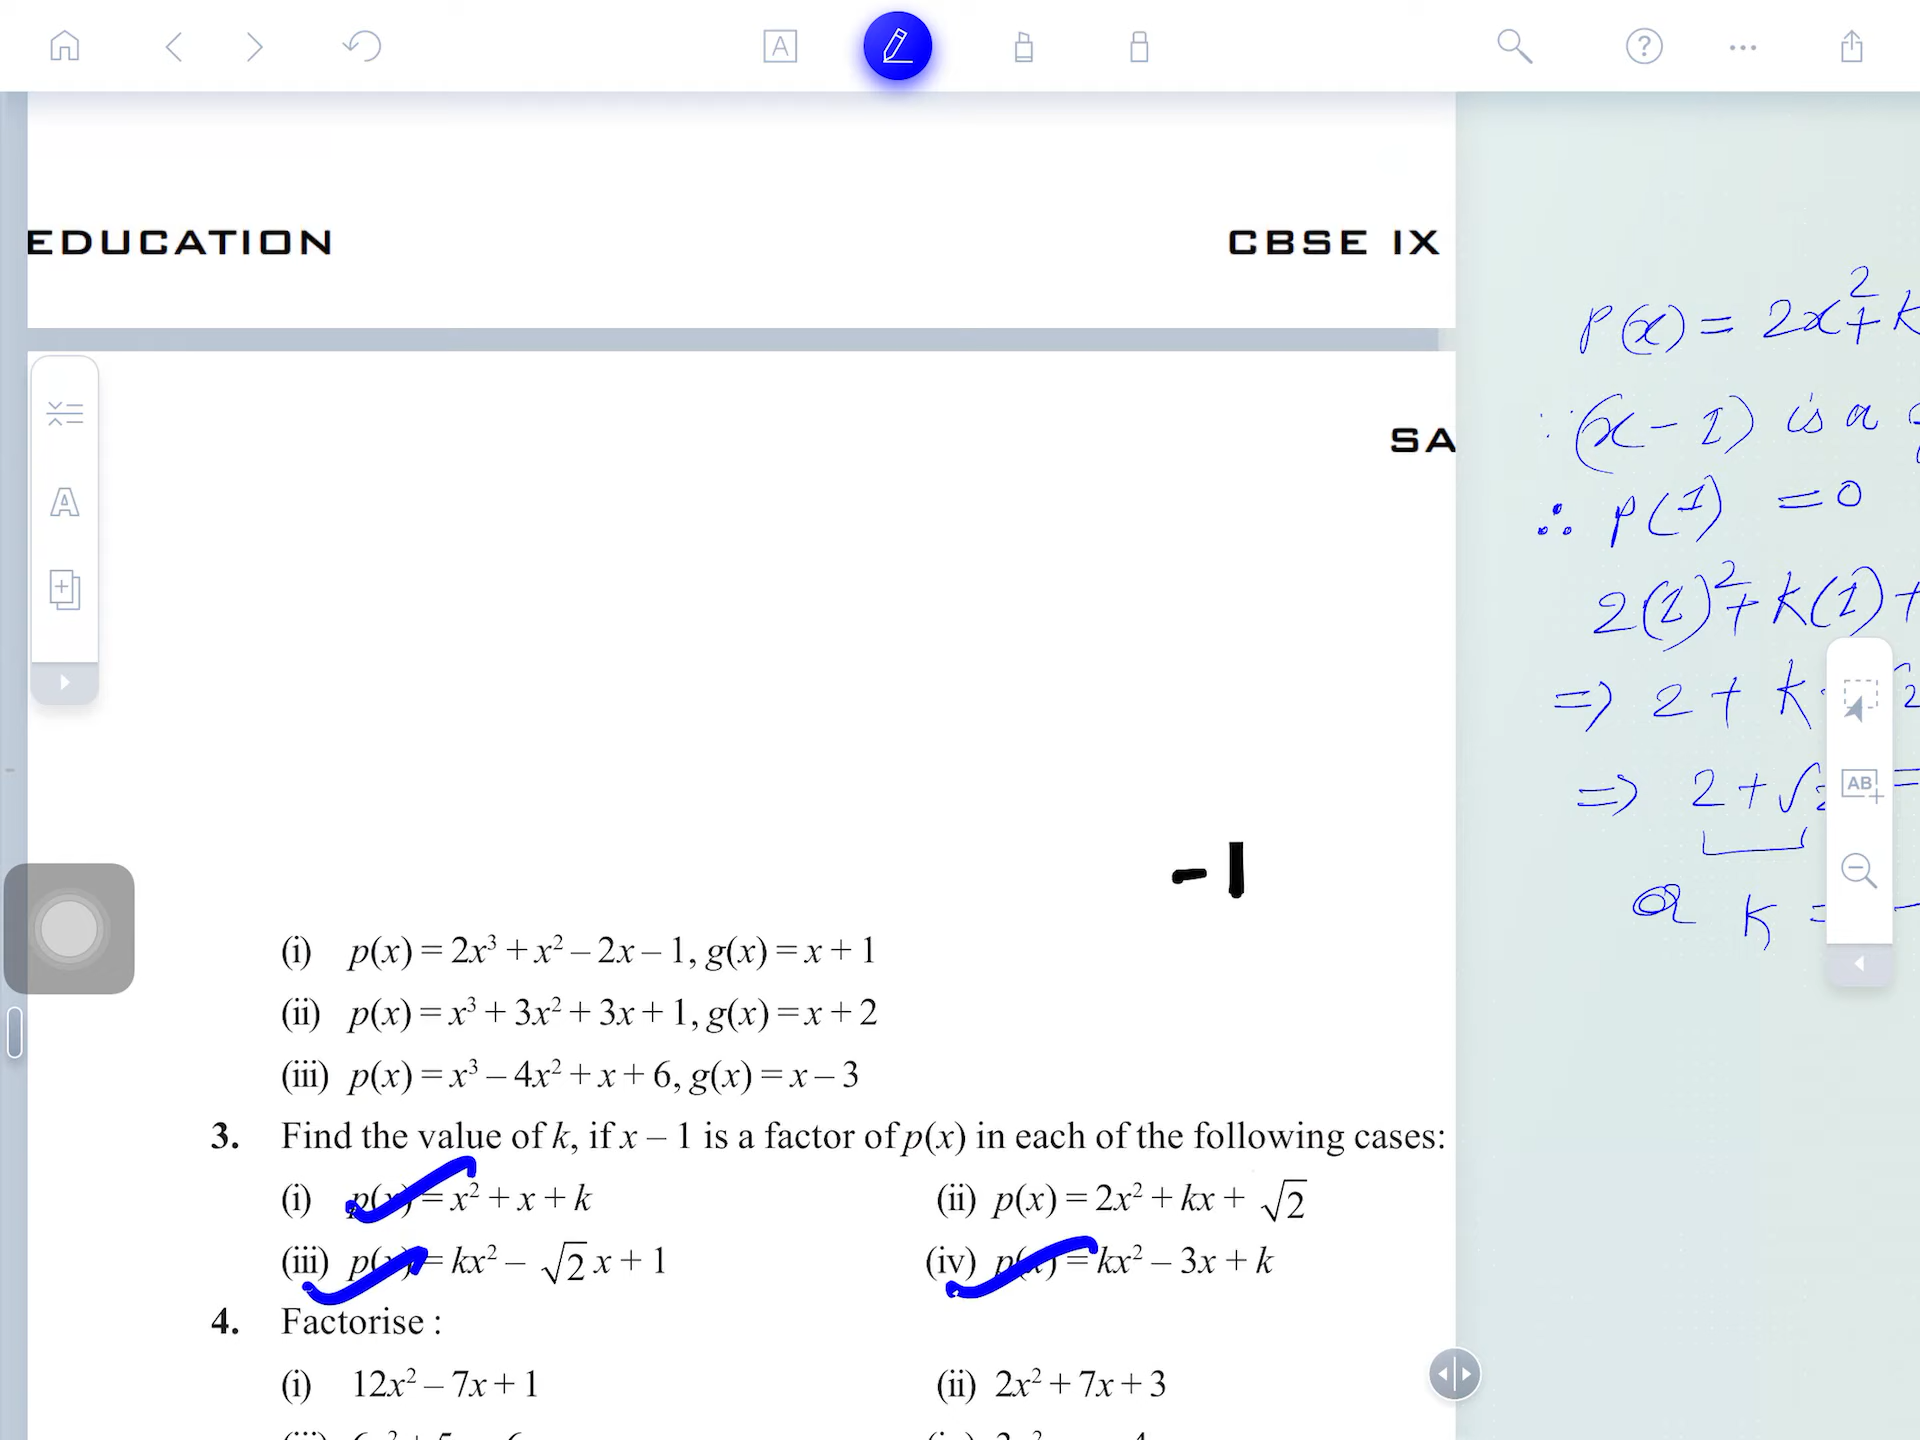 A
EDUCATION
CBSE IX
SA
A
-1
(i) p(x) = 2x³ + x² – 2x – 1, g(x) = x + 1
(ii) p(x) = x³ + 3x² + 3x + 1, g(x) = x + 2
(iii) p(x) = x³ – 4x² + x + 6, g(x) = x – 3
3. Find the value of k, if x – 1 is a factor of p(x) in each of the following cases:
(i) p(x) = x² + x + k
(ii) p(x) = 2x² + kx + √2
(iii) p(x) = kx² – √2 x + 1
(iv) p(x) = kx² – 3x + k
4. Factorise :
(i) 12x² – 7x + 1
(ii) 2x² + 7x + 3
P(x) = 2x² + k
∵ (x - 1) is a
∴ p(1) = 0
2(1)² + k(1) +
=> 2 + k
=> 2 + √2 =
or k =
AB